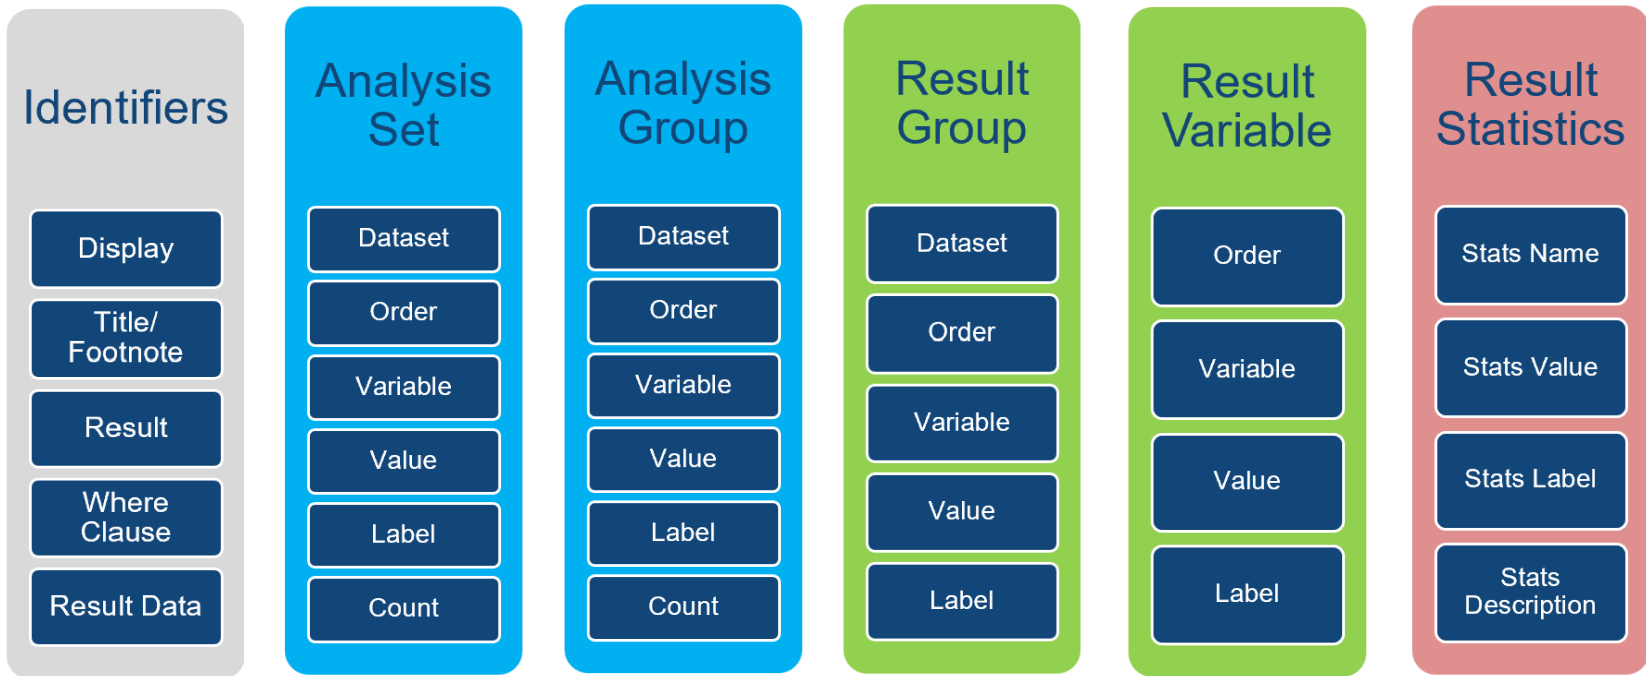 Identifiers
Display
Title/
Footnote
Result
Where
Clause
Result Data
Analysis
Set
Dataset
Order
Variable
Value
Label
Count
Analysis
Group
Dataset
Order
Variable
Value
Label
Count
Result
Group
Dataset
Order
Variable
Value
Label
Result
Variable
Order
Variable
Value
Label
Result
Statistics
Stats Name
Stats Value
Stats Label
Stats
Description